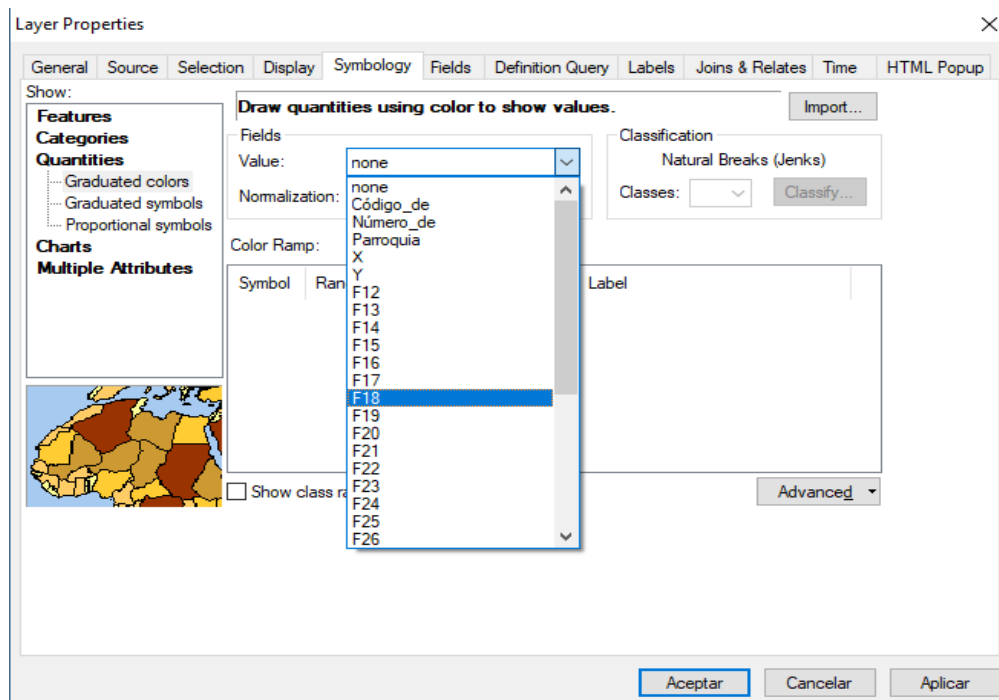 Layer Properties
General Source Selection Display Symbology Fields Definition Query Labels Joins & Relates Time HTML Popup
Show:
Features
Categories
Quantities
Graduated colors
Graduated symbols
Proportional symbols
Charts
Multiple Attributes
Draw quantities using color to show values.
Import...
Fields
Value:
none
Normalization:
none
Código_de
Número_de
Parroquia
X
Y
F12
F13
F14
F15
F16
F17
F18
F19
F20
F21
F22
F23
F24
F25
F26
Classification
Natural Breaks (Jenks)
Classes:
Classify...
Color Ramp:
Symbol Ran Label
Show class ra
Advanced
Aceptar Cancelar Aplicar